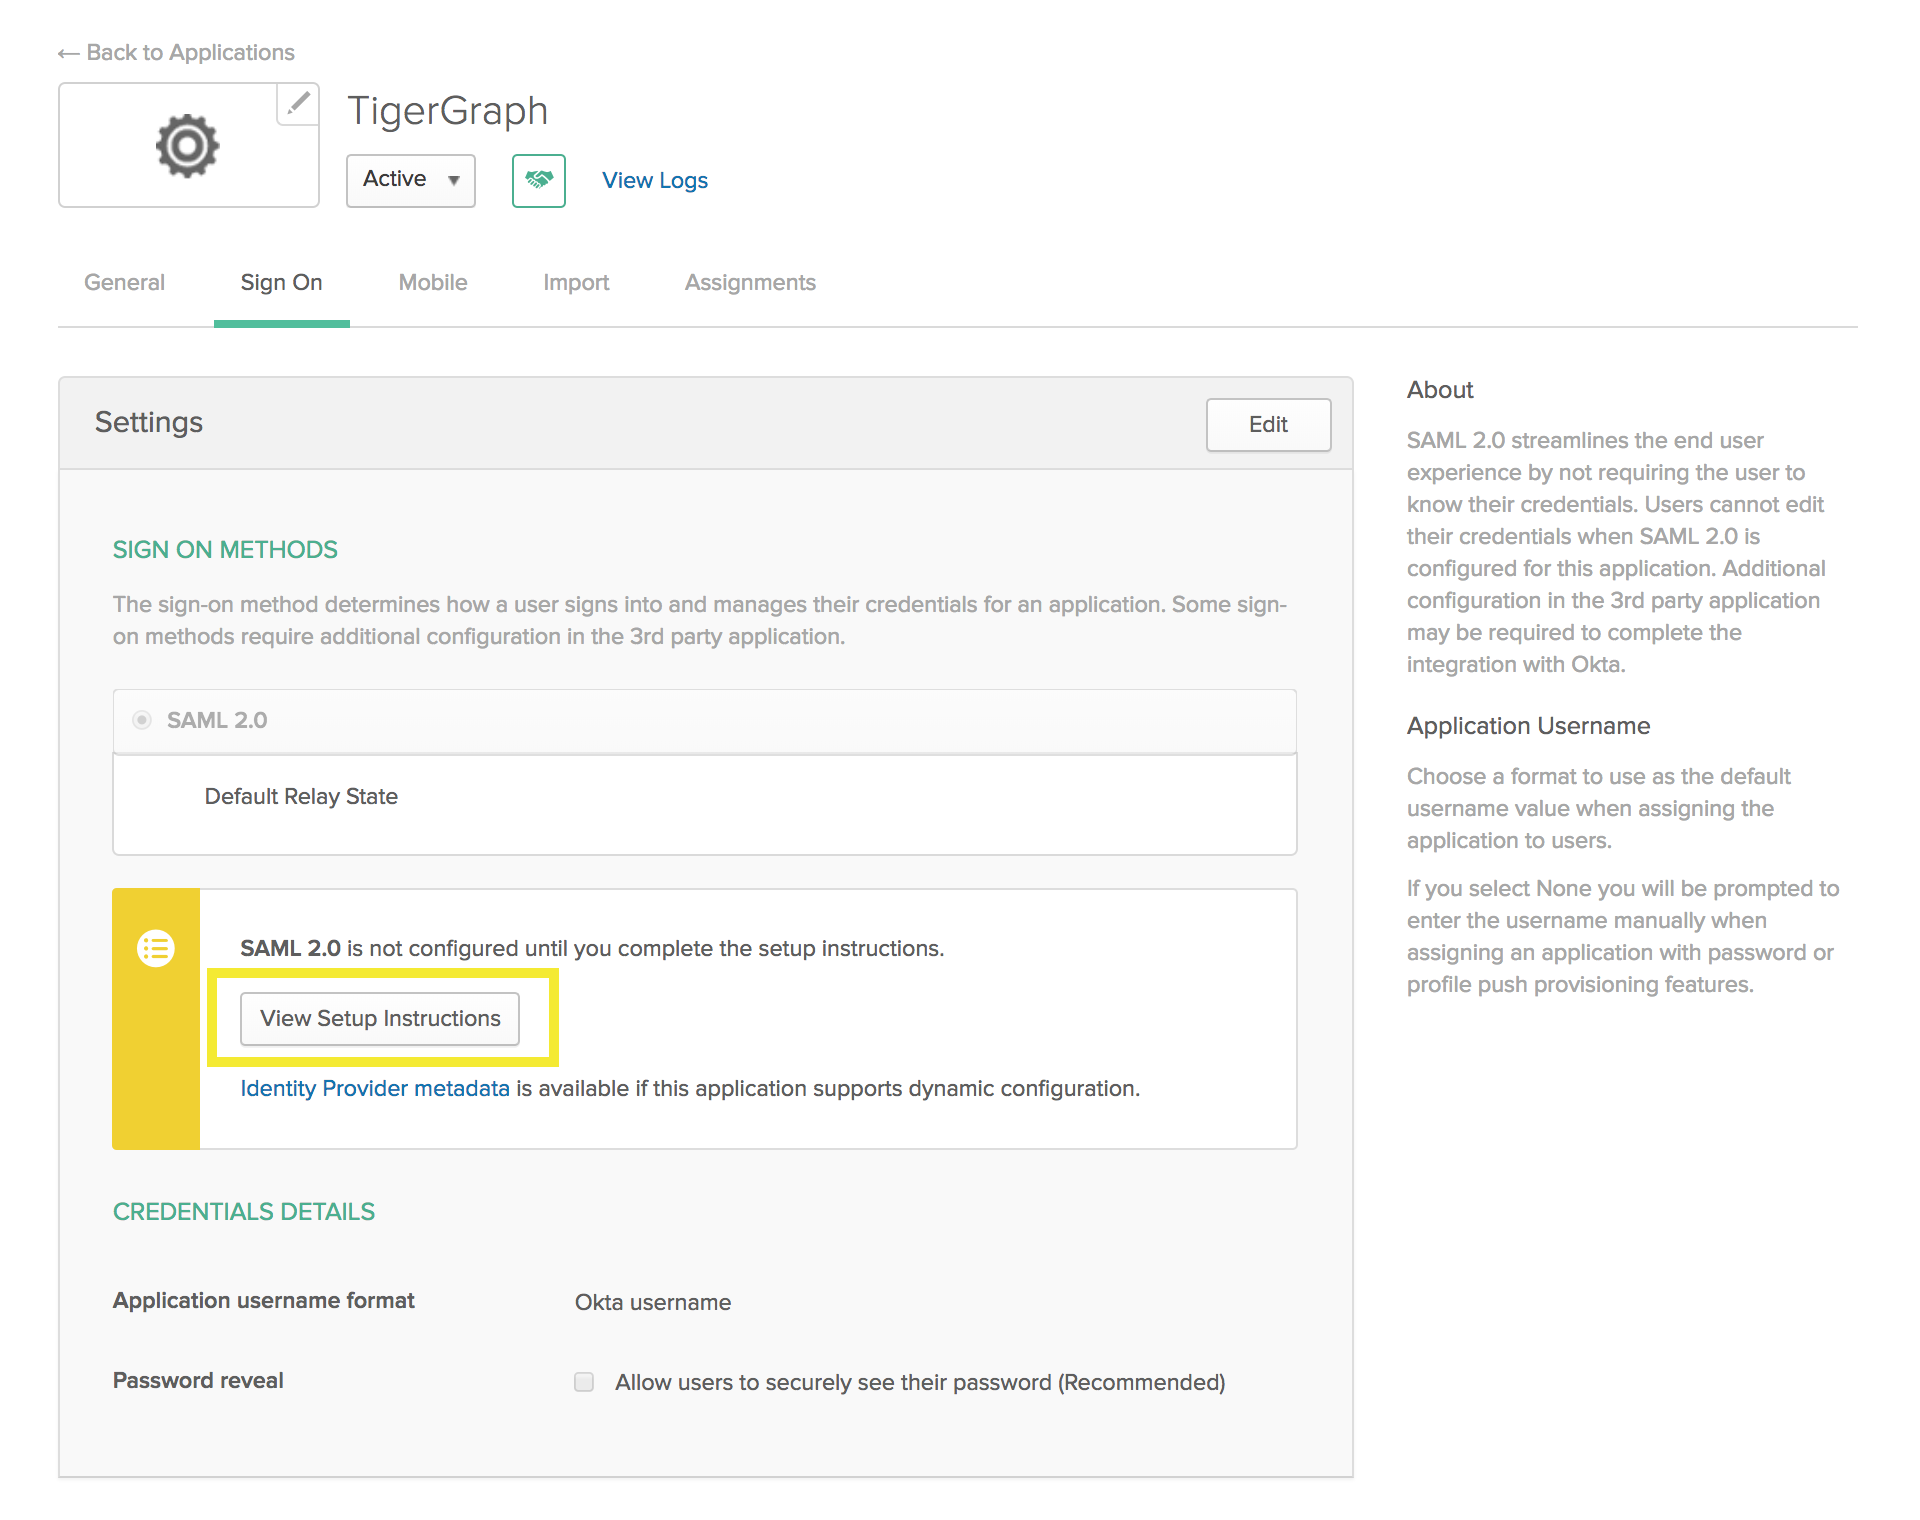 ← Back to Applications
TigerGraph
Active ▼
View Logs
General
Sign On
Mobile
Import
Assignments
Settings
Edit
SIGN ON METHODS
The sign-on method determines how a user signs into and manages their credentials for an application. Some sign-
on methods require additional configuration in the 3rd party application.
SAML 2.0
Default Relay State
SAML 2.0 is not configured until you complete the setup instructions.
View Setup Instructions
Identity Provider metadata is available if this application supports dynamic configuration.
CREDENTIALS DETAILS
Application username format
Okta username
Password reveal
Allow users to securely see their password (Recommended)
About
SAML 2.0 streamlines the end user
experience by not requiring the user to
know their credentials. Users cannot edit
their credentials when SAML 2.0 is
configured for this application. Additional
configuration in the 3rd party application
may be required to complete the
integration with Okta.
Application Username
Choose a format to use as the default
username value when assigning the
application to users.
If you select None you will be prompted to
enter the username manually when
assigning an application with password or
profile push provisioning features.